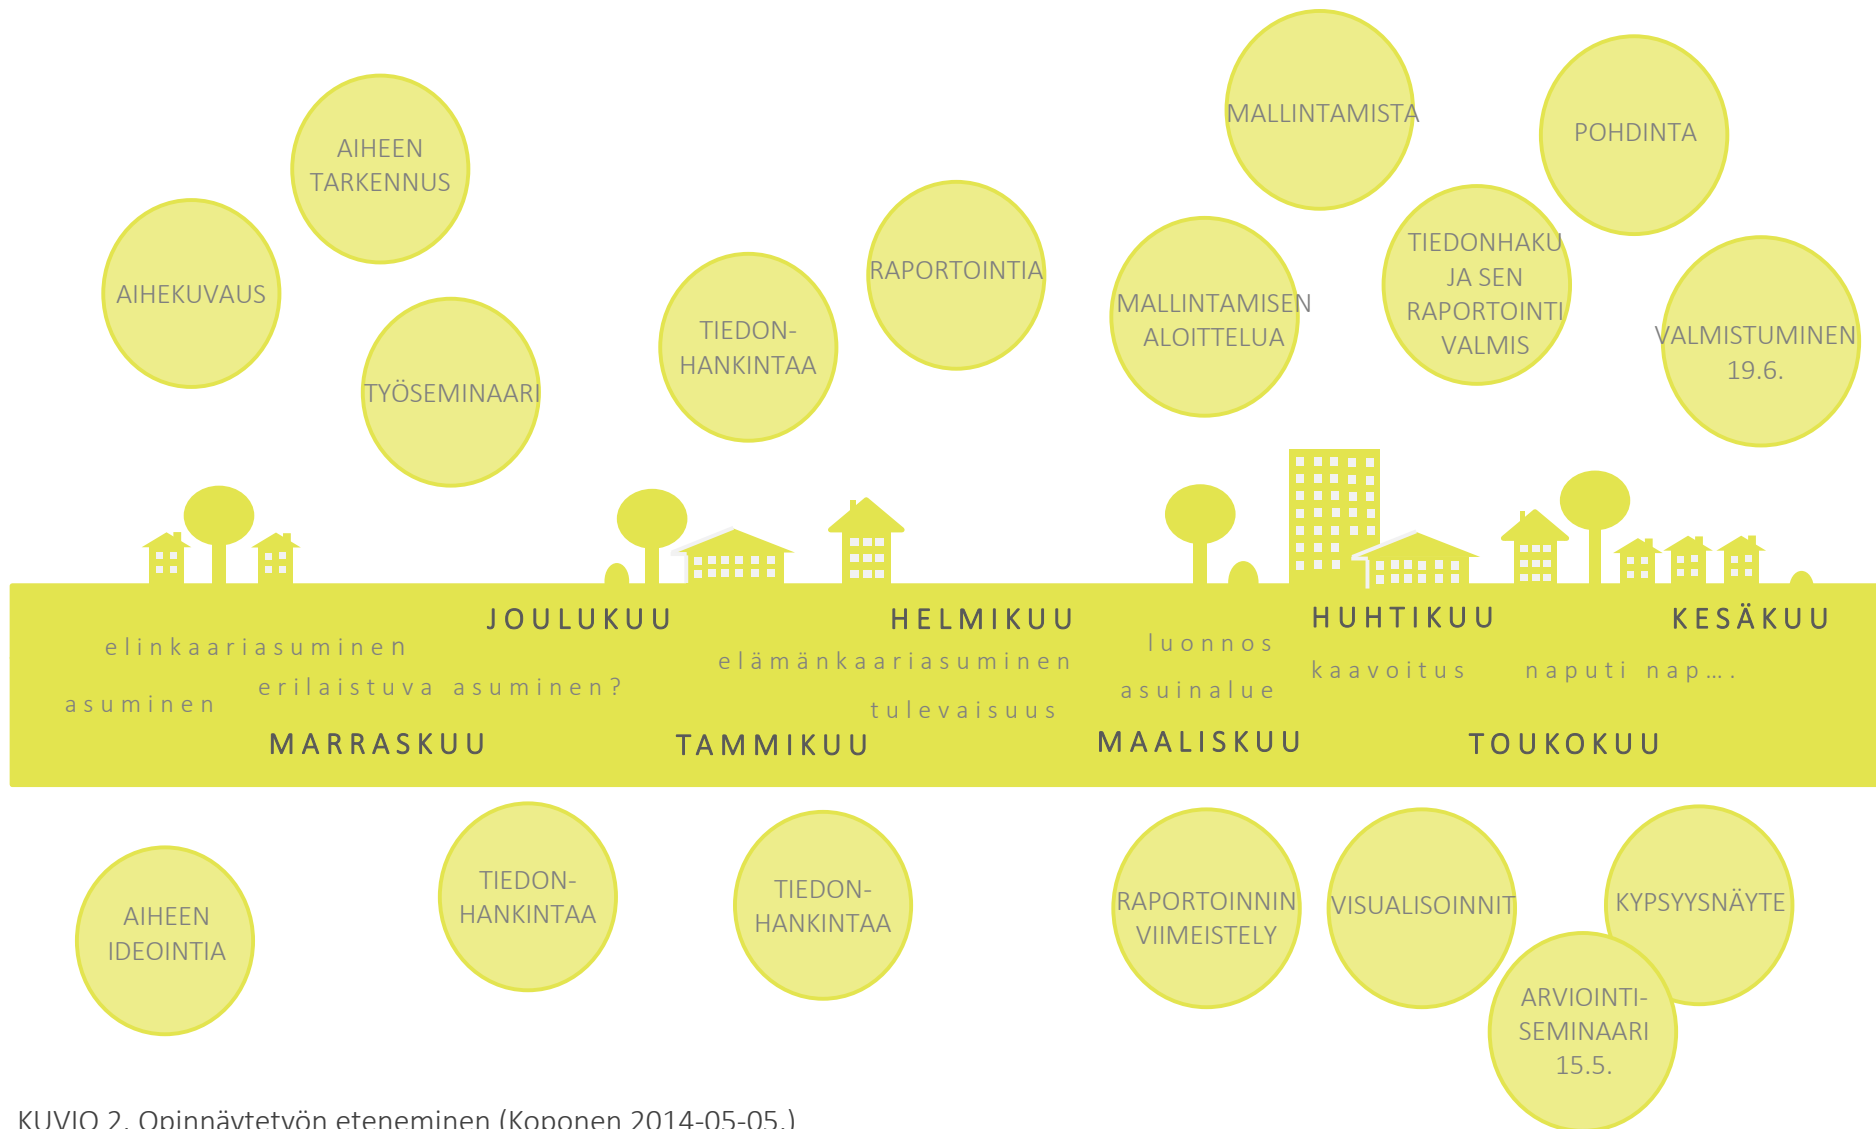 AIHEEN
TARKENNUS
AIHEKUVAUS
TYÖSEMINAARI
TIEDON-
HANKINTAA
RAPORTOINTIA
MALLINTAMISEN
ALOITTELUA
MALLINTAMISTA
TIEDONHAKU
JA SEN
RAPORTOINTI
VALMIS
POHDINTA
VALMISTUMINEN
19.6.
JOULUKUU
HELMIKUU
HUHTIKUU
KESÄKUU
elinkaariasuminen
asuminen
erilaistuva asuminen?
elämänkaariasuminen
tulevaisuus
luonnos
asuinalue
kaavoitus
naputi nap….
MARRASKUU
TAMMIKUU
MAALISKUU
TOUKOKUU
AIHEEN
IDEOINTIA
TIEDON-
HANKINTAA
TIEDON-
HANKINTAA
RAPORTOINNIN
VIIMEISTELY
VISUALISOINNIT
KYPSYYSNÄYTE
ARVIOINTI-
SEMINAARI
15.5.
KUVIO 2. Opinnäytetyön eteneminen (Koponen 2014-05-05.)